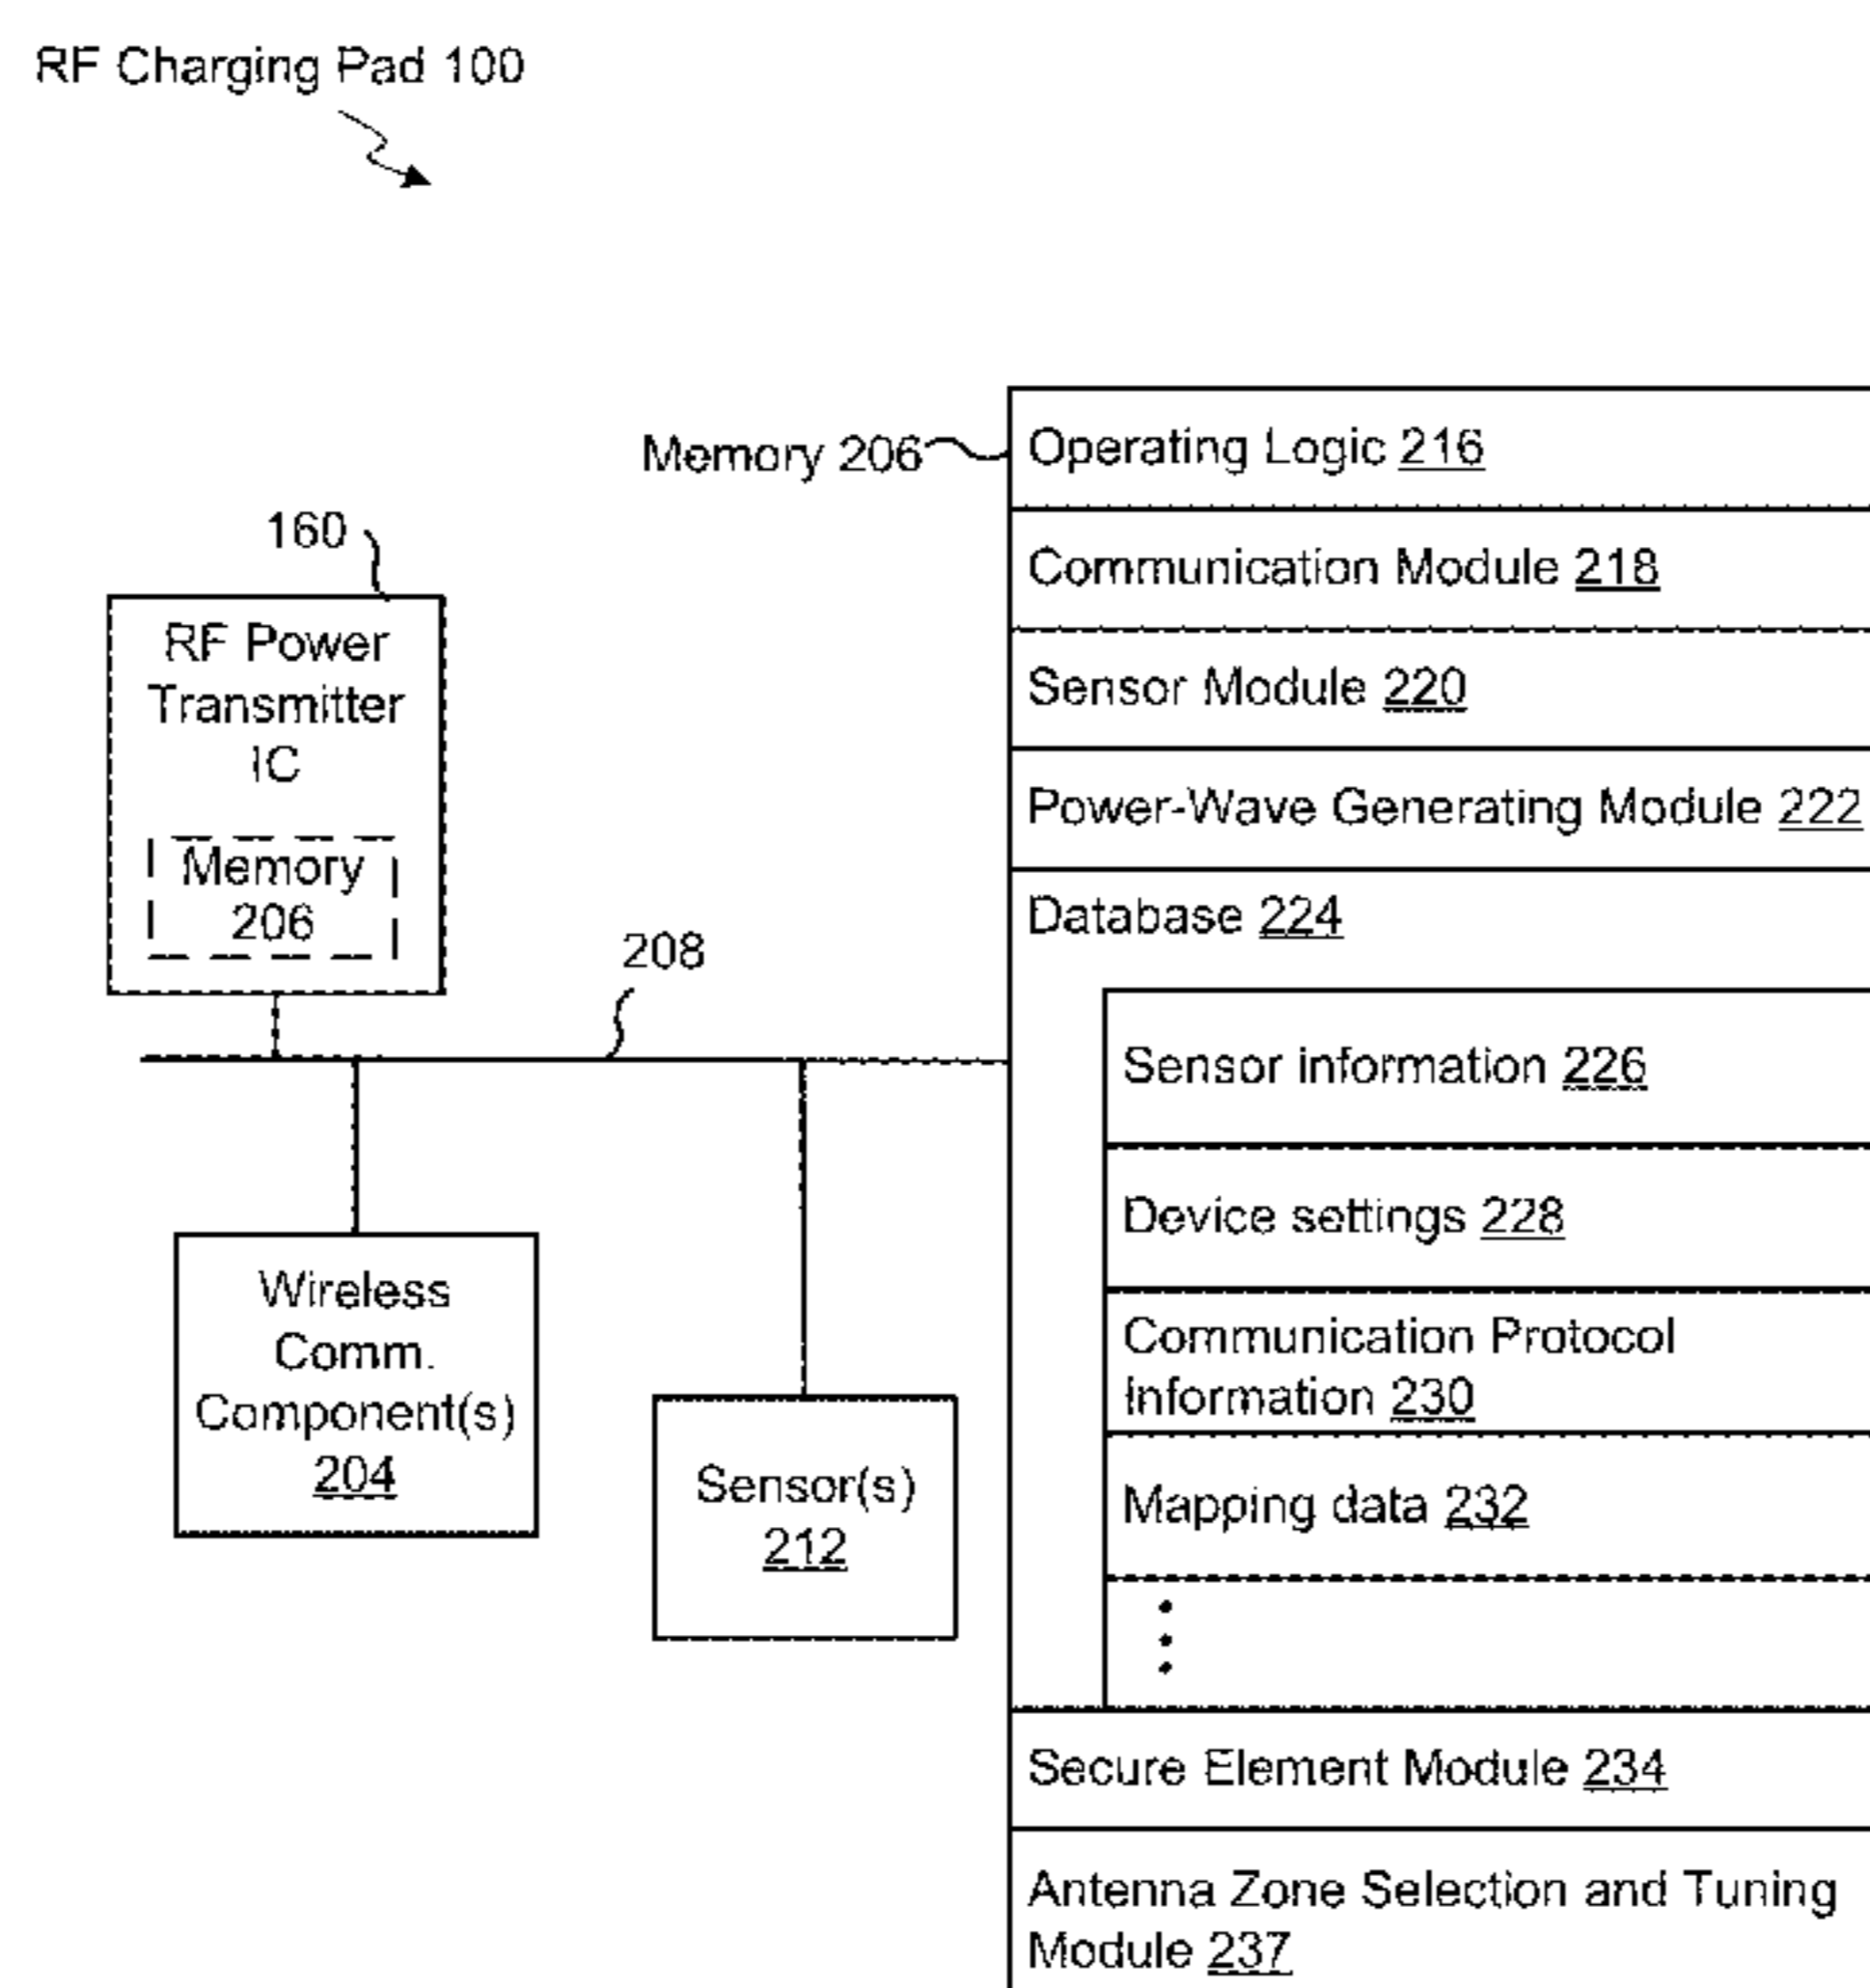 RF Charging Pad 100
Memory 206
Operating Logic 216
Communication Module 218
Sensor Module 220
Power-Wave Generating Module 222
Database 224
Sensor information 226
Device settings 228
Communication Protocol
Information 230
Mapping data 232
Secure Element Module 234
Antenna Zone Selection and Tuning
Module 237
160
RF Power
Transmitter
IC
Memory
206
208
Wireless
Comm.
Component(s)
204
Sensor(s)
212